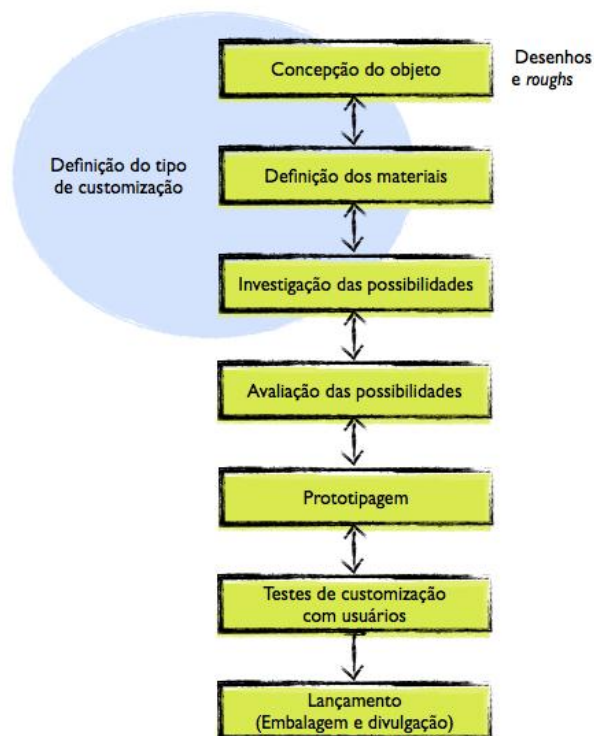 Concepção do objeto
Desenhos
e roughs
Definição do tipo
de customização
Definição dos materiais
Investigação das possibilidades
Avaliação das possibilidades
Prototipagem
Testes de customização
com usuários
Lançamento
(Embalagem e divulgação)